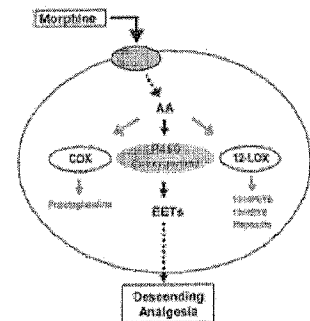 Morphine
AA
COX
P450
12-LOX
Prostaglandins
EETs
Descending
Analgesia